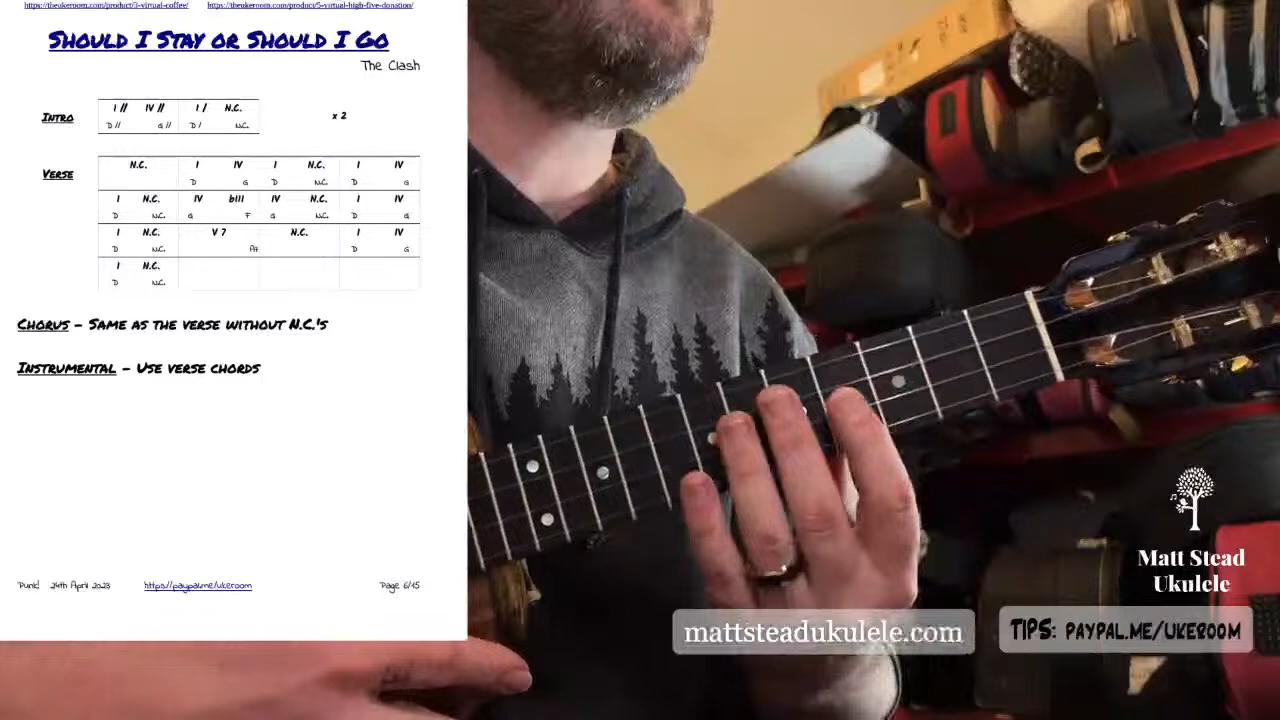 https://theukeroom.com/product/3-virtual-coffee/ https://theukeroom.com/product/5-virtual-high-five-donation/
Should I Stay or Should I Go
The Clash
Intro
I // IV // I / N.C.
D // G // D / N.C.
x 2
Verse
N.C. I IV I N.C. I IV
D G D N.C. D G
I N.C. IV bIII IV N.C. I IV
D N.C. G F G N.C. D G
I N.C. V 7 N.C. I IV
D N.C. A7 D G
I N.C.
D N.C.
Chorus – Same as the verse without N.C.'s
Instrumental – Use verse chords
Punk! 24th April 2023 https://paypal.me/ukeroom Page 6/15
Matt Stead
Ukulele
mattsteadukulele.com
TIPS: PAYPAL.ME/UKEROOM